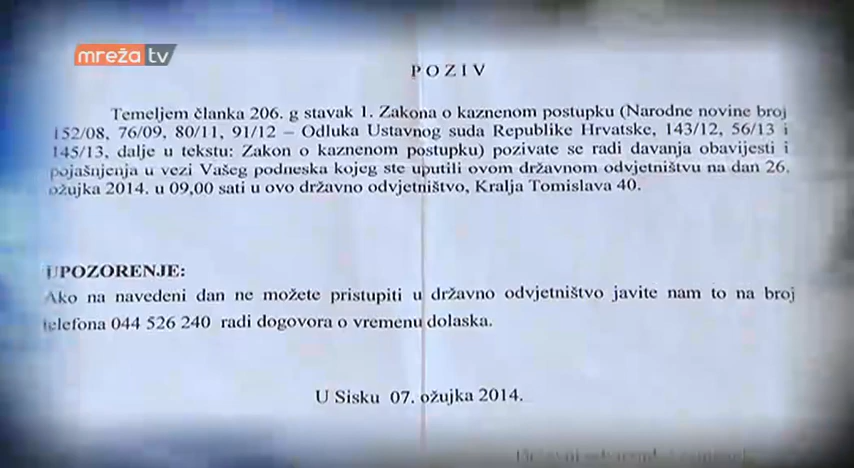 mreža tv
P O Z I V
Temeljem članka 206. g stavak 1. Zakona o kaznenom postupku (Narodne novine broj
152/08, 76/09, 80/11, 91/12 – Odluka Ustavnog suda Republike Hrvatske, 143/12, 56/13 i
145/13, dalje u tekstu: Zakon o kaznenom postupku) pozivate se radi davanja obavijesti i
pojašnjenja u vezi Vašeg podneska kojeg ste uputili ovom državnom odvjetništvu na dan 26.
ožujka 2014. u 09,00 sati u ovo državno odvjetništvo, Kralja Tomislava 40.
UPOZORENJE:
Ako na navedeni dan ne možete pristupiti u državno odvjetništvo javite nam to na broj
telefona 044 526 240 radi dogovora o vremenu dolaska.
U Sisku 07. ožujka 2014.